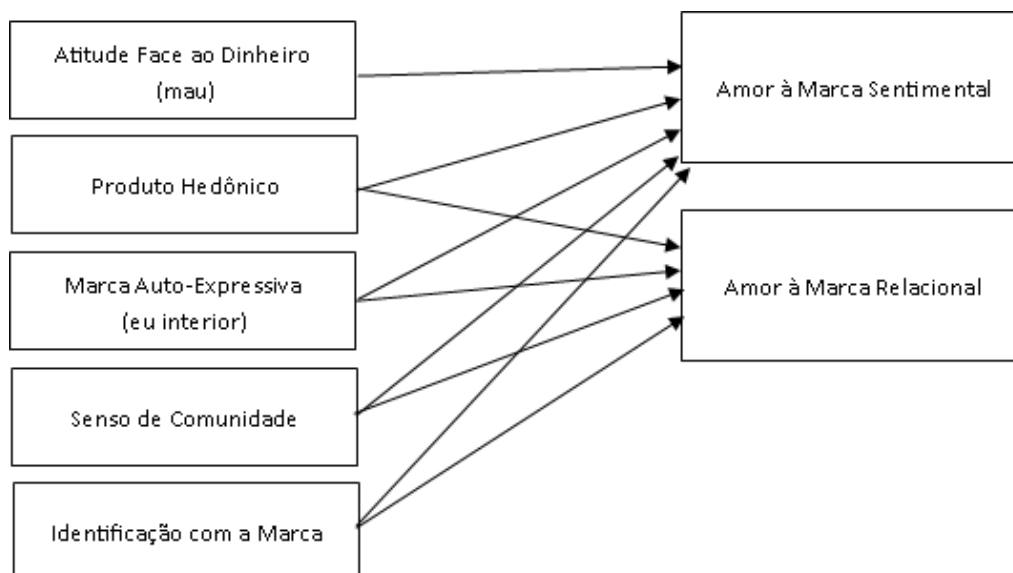 Atitude Face ao Dinheiro
(mau)
Produto Hedônico
Marca Auto-Expressiva
(eu interior)
Senso de Comunidade
Identificação com a Marca
Amor à Marca Sentimental
Amor à Marca Relacional